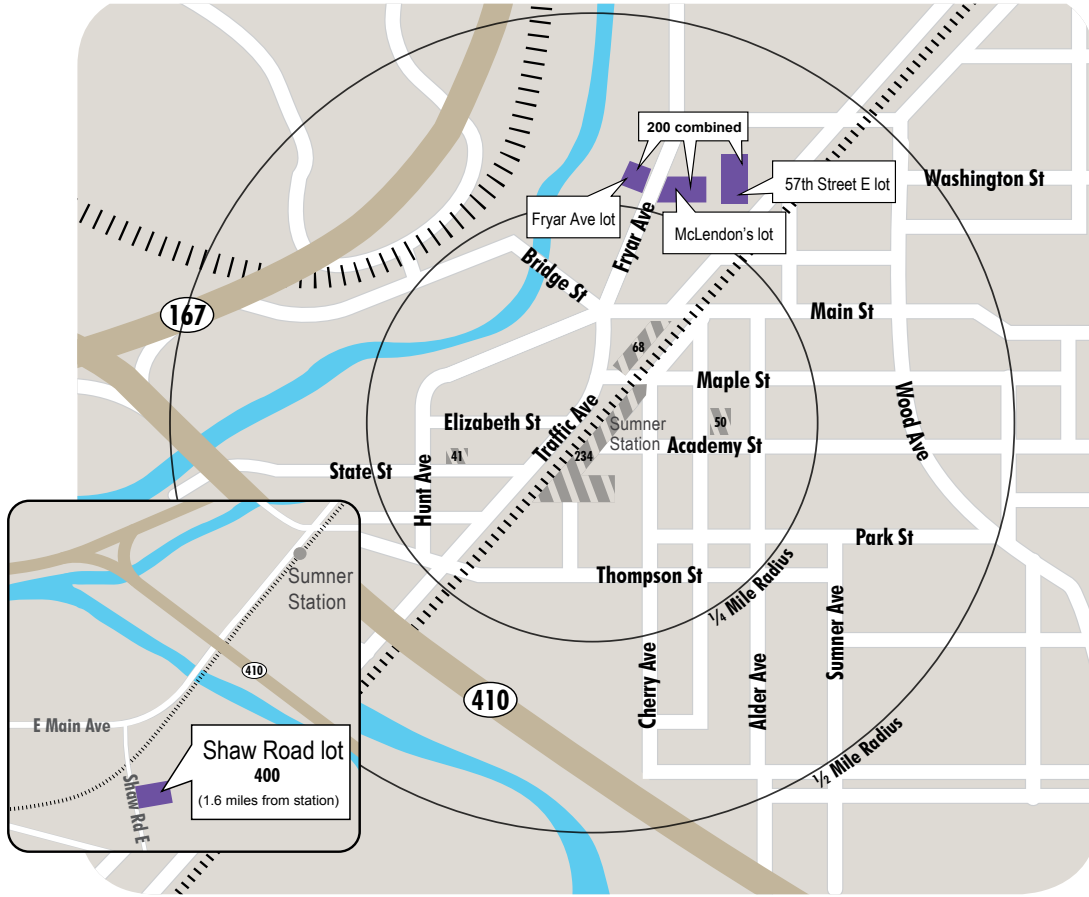 200 combined
57th Street E lot
Washington St
Fryar Ave lot
McLendon's lot
Fryar Ave
Bridge St
167
Main St
68
Maple St
Wood Ave
Elizabeth St
Traffic Ave
Sumner
Station
50
Academy St
41
234
State St
Hunt Ave
Park St
Thompson St
1/4 Mile Radius
Sumner Ave
Cherry Ave
Alder Ave
410
1/2 Mile Radius
Sumner
Station
410
E Main Ave
Shaw Road lot
400
(1.6 miles from station)
Shaw Rd E